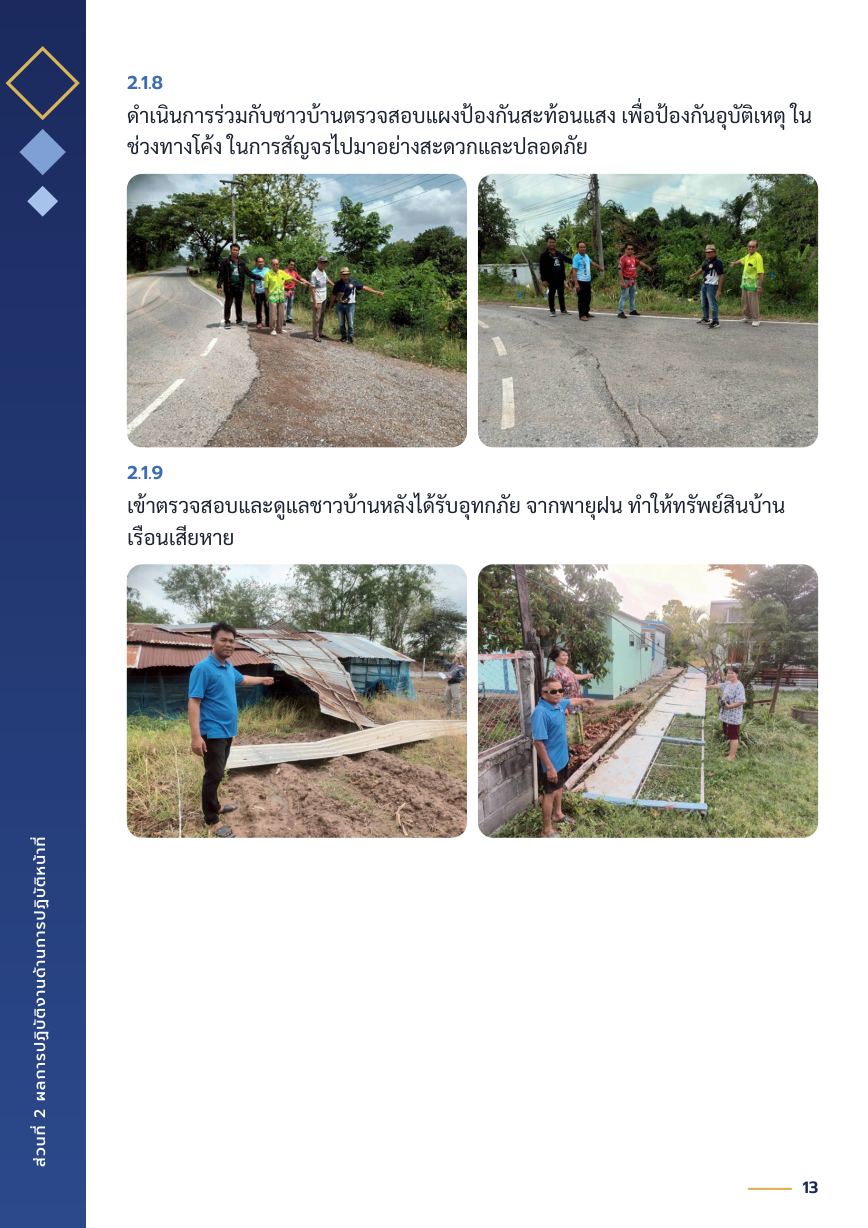 2.1.8
ดำเนินการร่วมกับชาวบ้านตรวจสอบแผงป้องกันสะท้อนแสง เพื่อป้องกันอุบัติเหตุ ใน
ช่วงทางโค้ง ในการสัญจรไปมาอย่างสะดวกและปลอดภัย
2.1.9
เข้าตรวจสอบและดูแลชาวบ้านหลังได้รับอุทกภัย จากพายุฝน ทำให้ทรัพย์สินบ้าน
เรือนเสียหาย
ส่วนที่ 2 ผลการปฏิบัติงานด้านการปฏิบัติหน้าที่
13